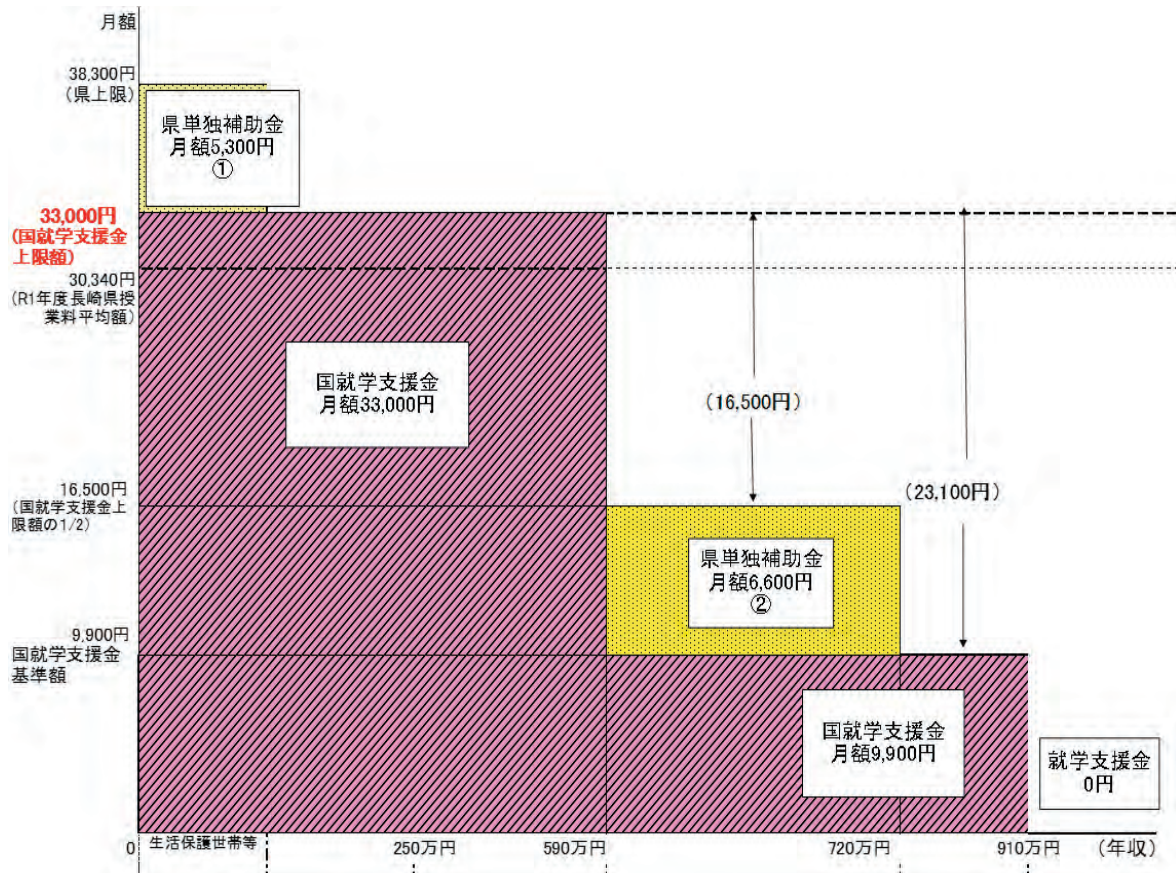 月額
38,300円
(県上限)
県単独補助金
月額5,300円
①
33,000円
(国就学支援金
上限額)
30,340円
(R1年度長崎県授
業料平均額)
国就学支援金
月額33,000円
(16,500円)
(23,100円)
16,500円
(国就学支援金上
限額の1/2)
県単独補助金
月額6,600円
②
9,900円
国就学支援金
基準額
国就学支援金
月額9,900円
就学支援金
0円
0 生活保護世帯等 250万円 590万円 720万円 910万円 (年収)